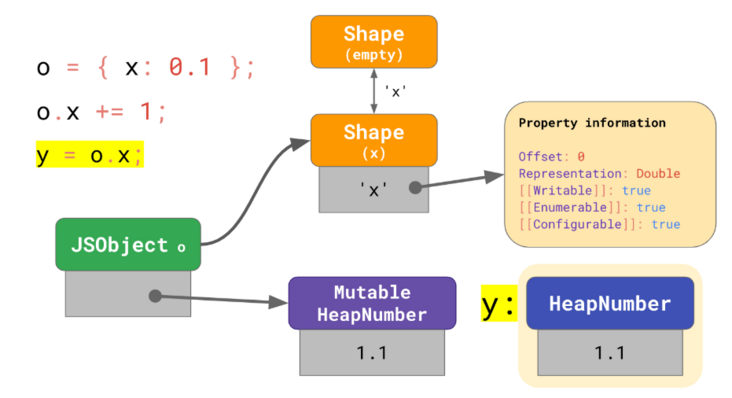 o = { x: 0.1 };
o.x += 1;
y = o.x;
Shape
(empty)
'x'
Shape
(x)
'x'
Property information
Offset: 0
Representation: Double
[[Writable]]: true
[[Enumerable]]: true
[[Configurable]]: true
JSObject o
Mutable
HeapNumber
1.1
y:
HeapNumber
1.1